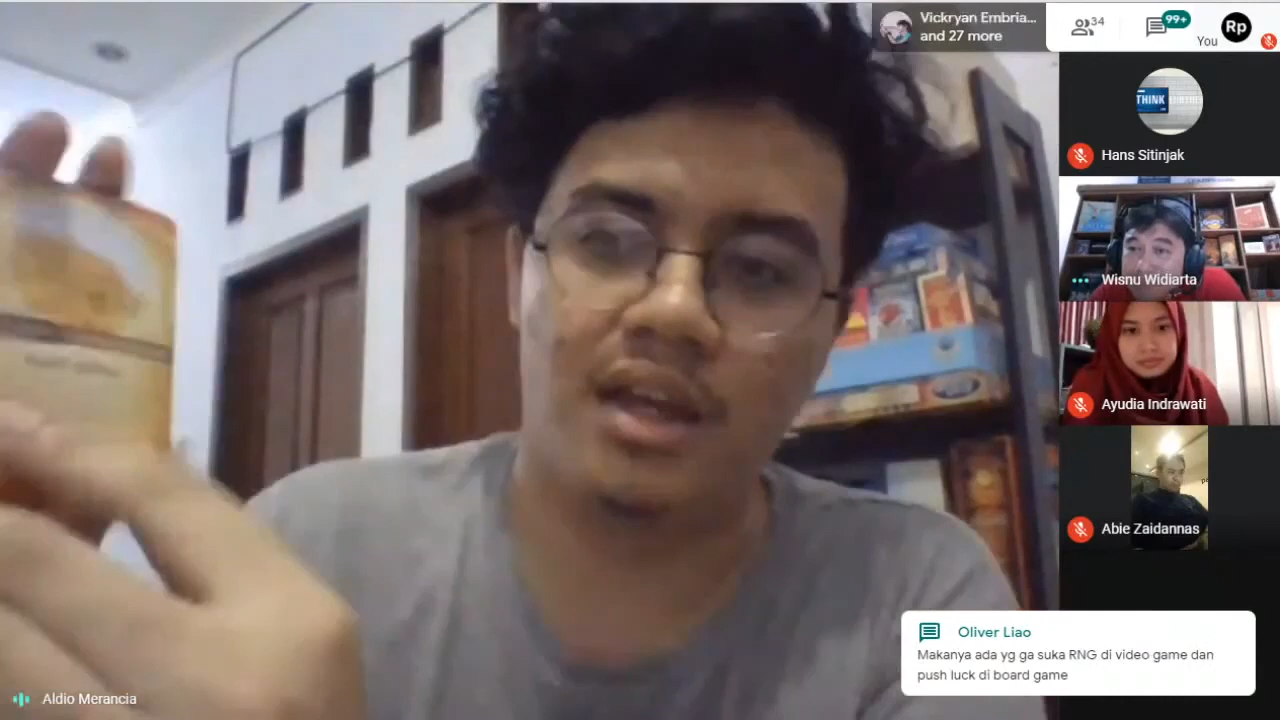 Vickryan Embria...
and 27 more
34
99+
You
Rp
THINK
Hans Sitinjak
Wisnu Widiarta
Ayudia Indrawati
Abie Zaidannas
Oliver Liao
Makanya ada yg ga suka RNG di video game dan
push luck di board game
Aldio Merancia